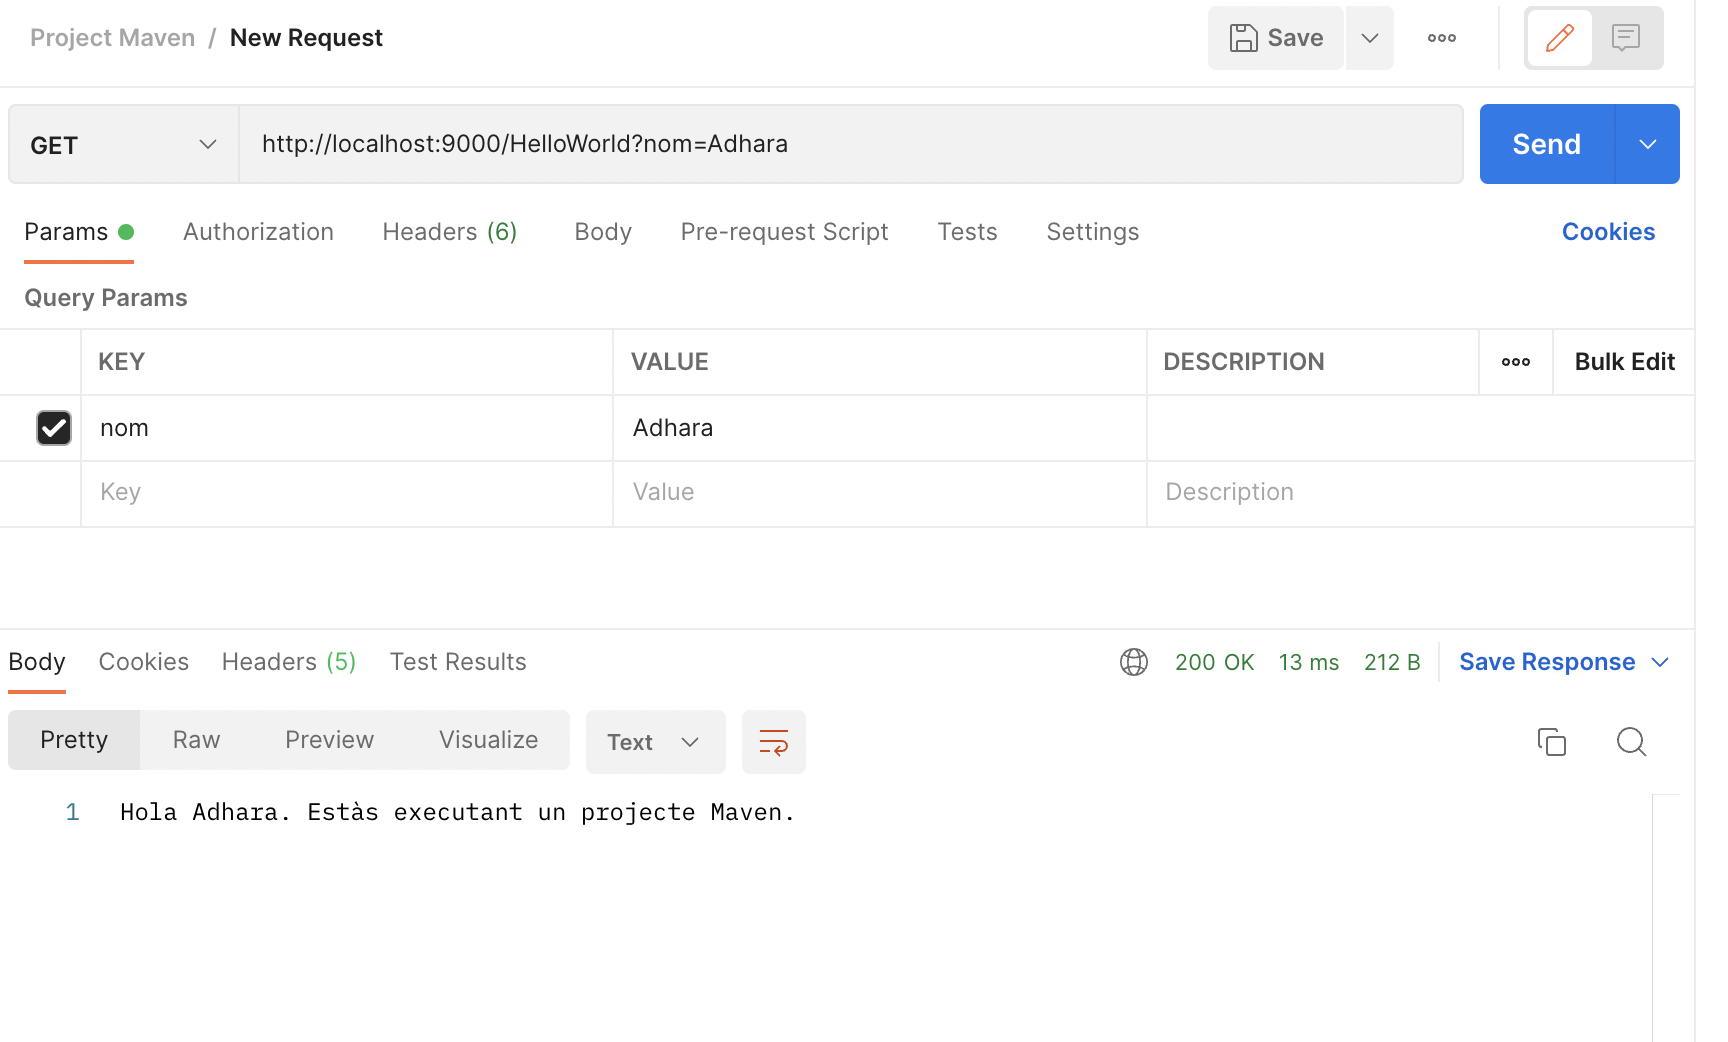 Project Maven / New Request
Save
GET http://localhost:9000/HelloWorld?nom=Adhara Send
Params Authorization Headers (6) Body Pre-request Script Tests Settings Cookies
Query Params
KEY VALUE DESCRIPTION Bulk Edit
nom Adhara
Key Value Description
Body Cookies Headers (5) Test Results 200 OK 13 ms 212 B Save Response
Pretty Raw Preview Visualize Text
1 Hola Adhara. Estàs executant un projecte Maven.